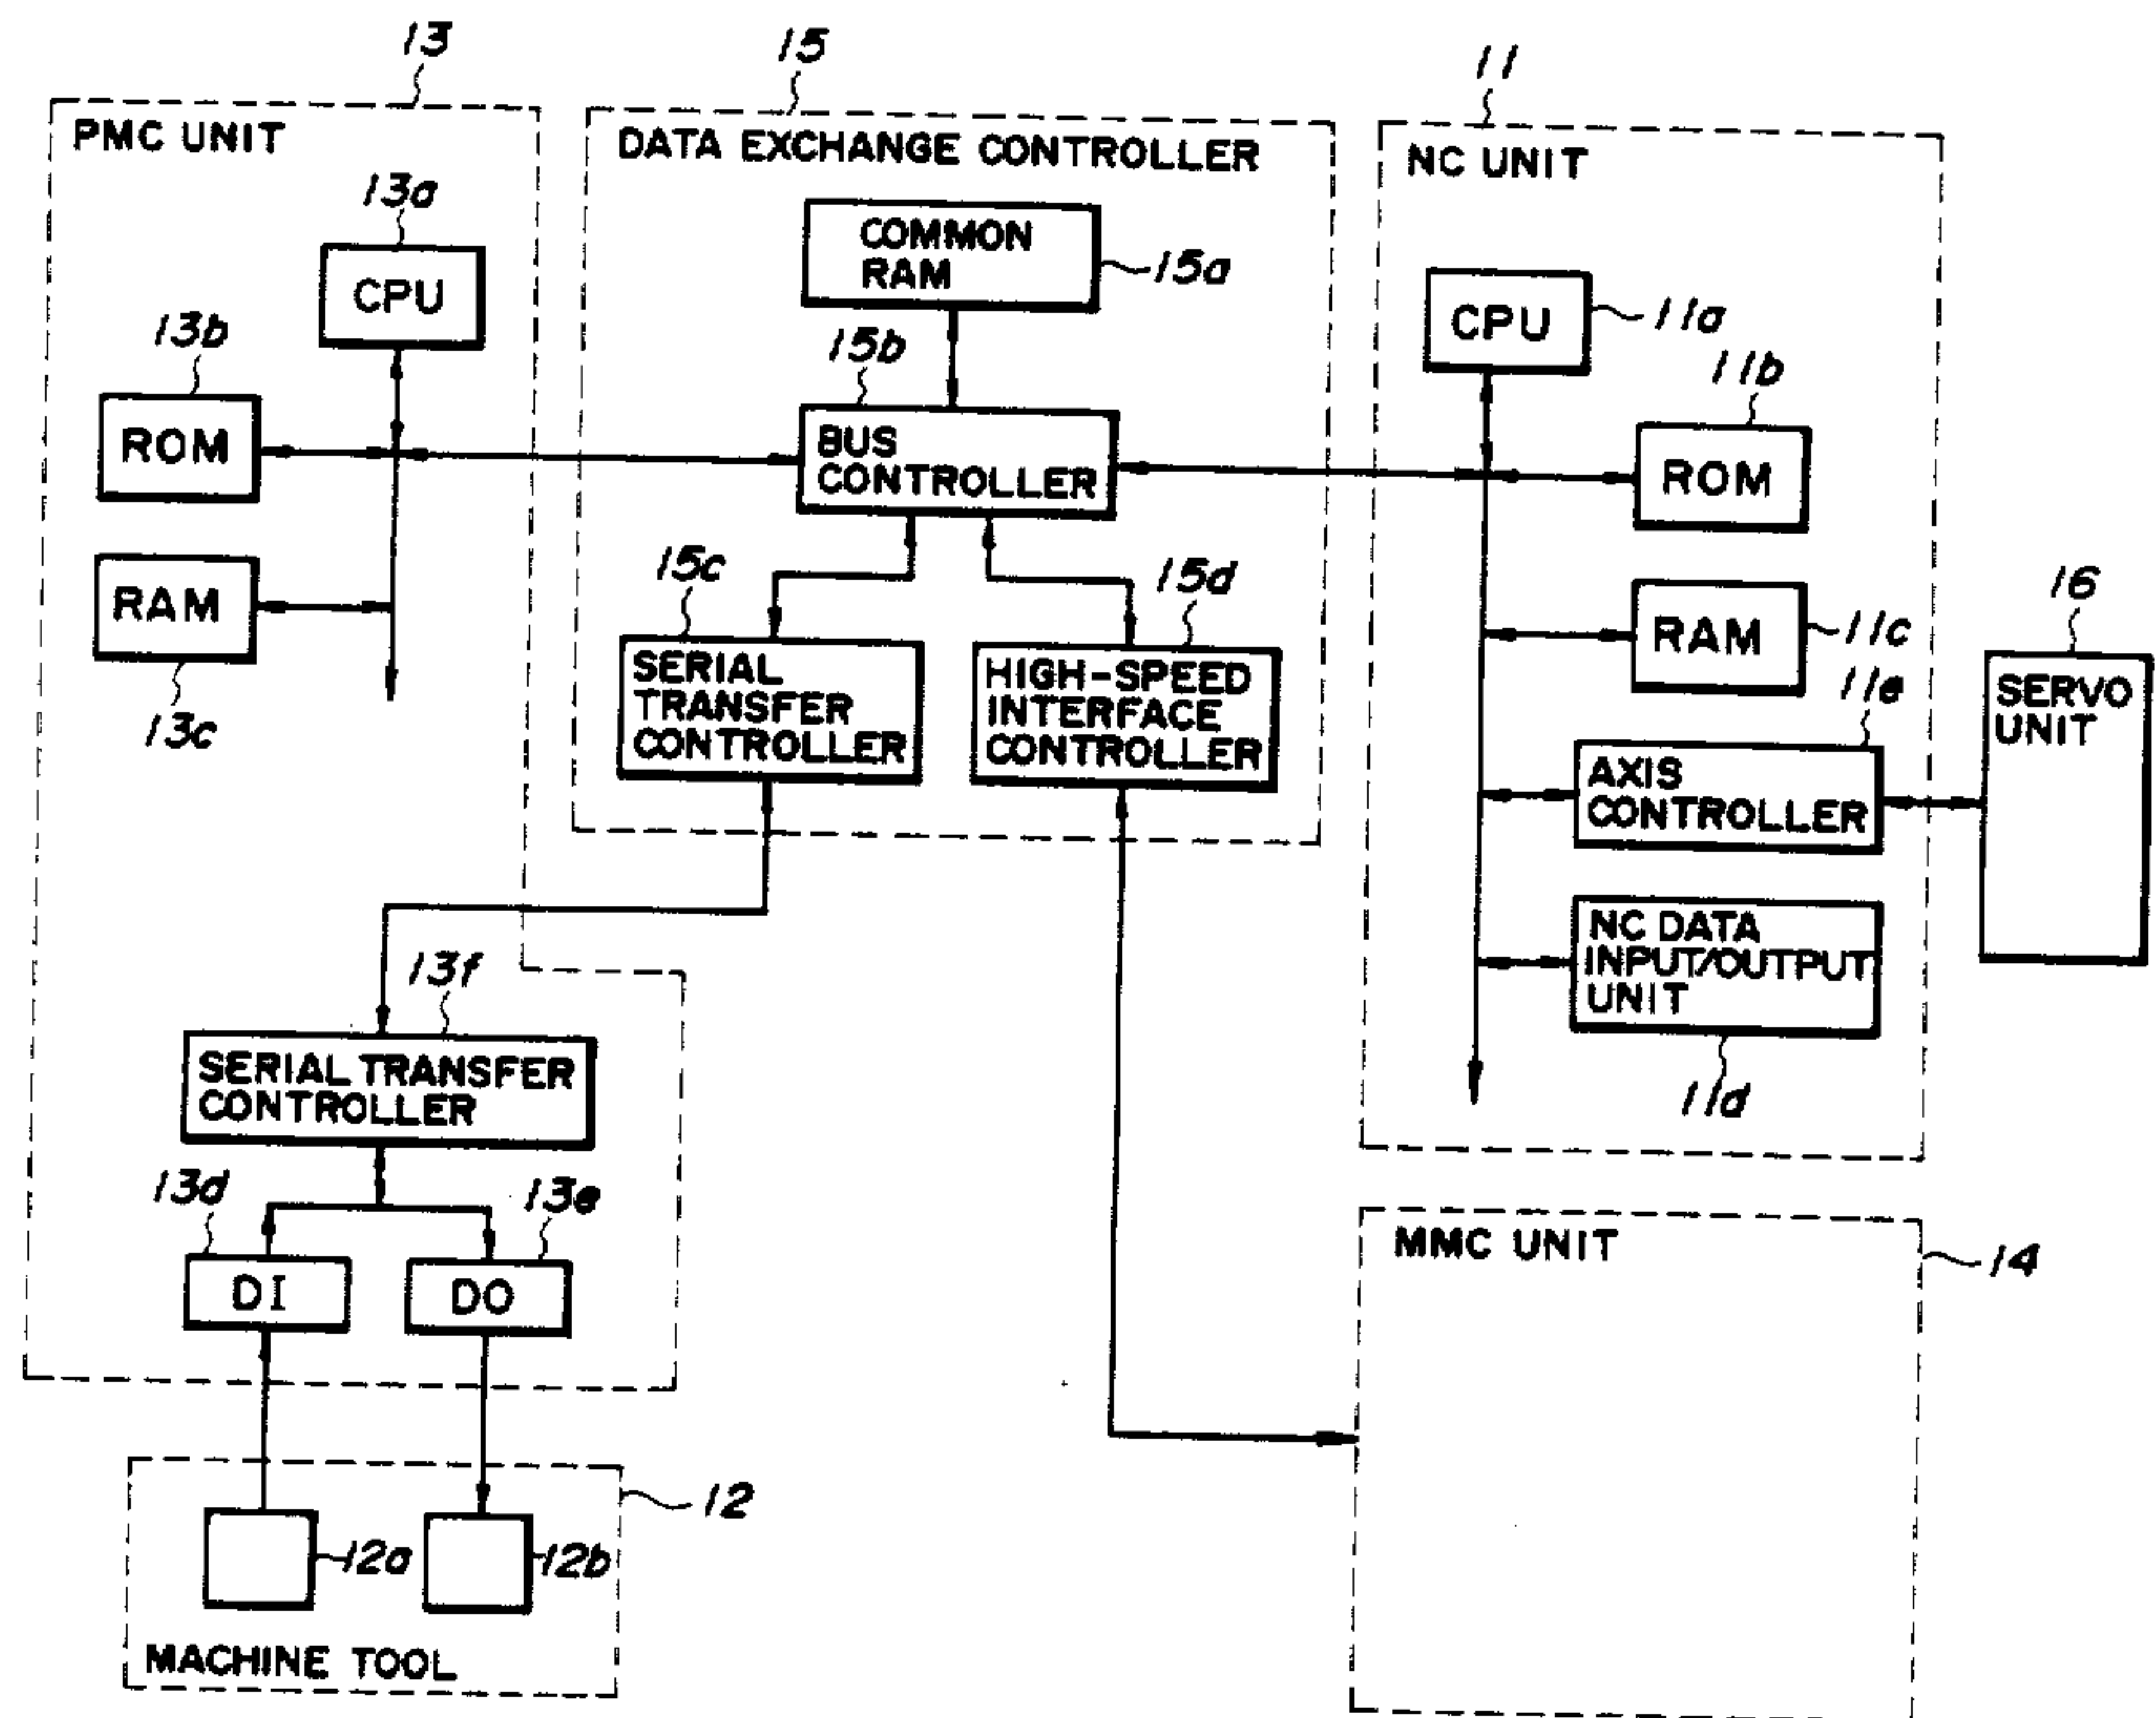 13
PMC UNIT
13a
CPU
13b
ROM
RAM
13c
15
DATA EXCHANGE CONTROLLER
COMMON
RAM
15a
15b
BUS
CONTROLLER
15c
SERIAL
TRANSFER
CONTROLLER
15d
HIGH-SPEED
INTERFACE
CONTROLLER
11
NC UNIT
CPU
11a
11b
ROM
RAM
11c
11e
AXIS
CONTROLLER
NC DATA
INPUT/OUTPUT
UNIT
11d
16
SERVO
UNIT
13f
SERIAL TRANSFER
CONTROLLER
13d
DI
13e
DO
12
12a
12b
MACHINE TOOL
MMC UNIT
14